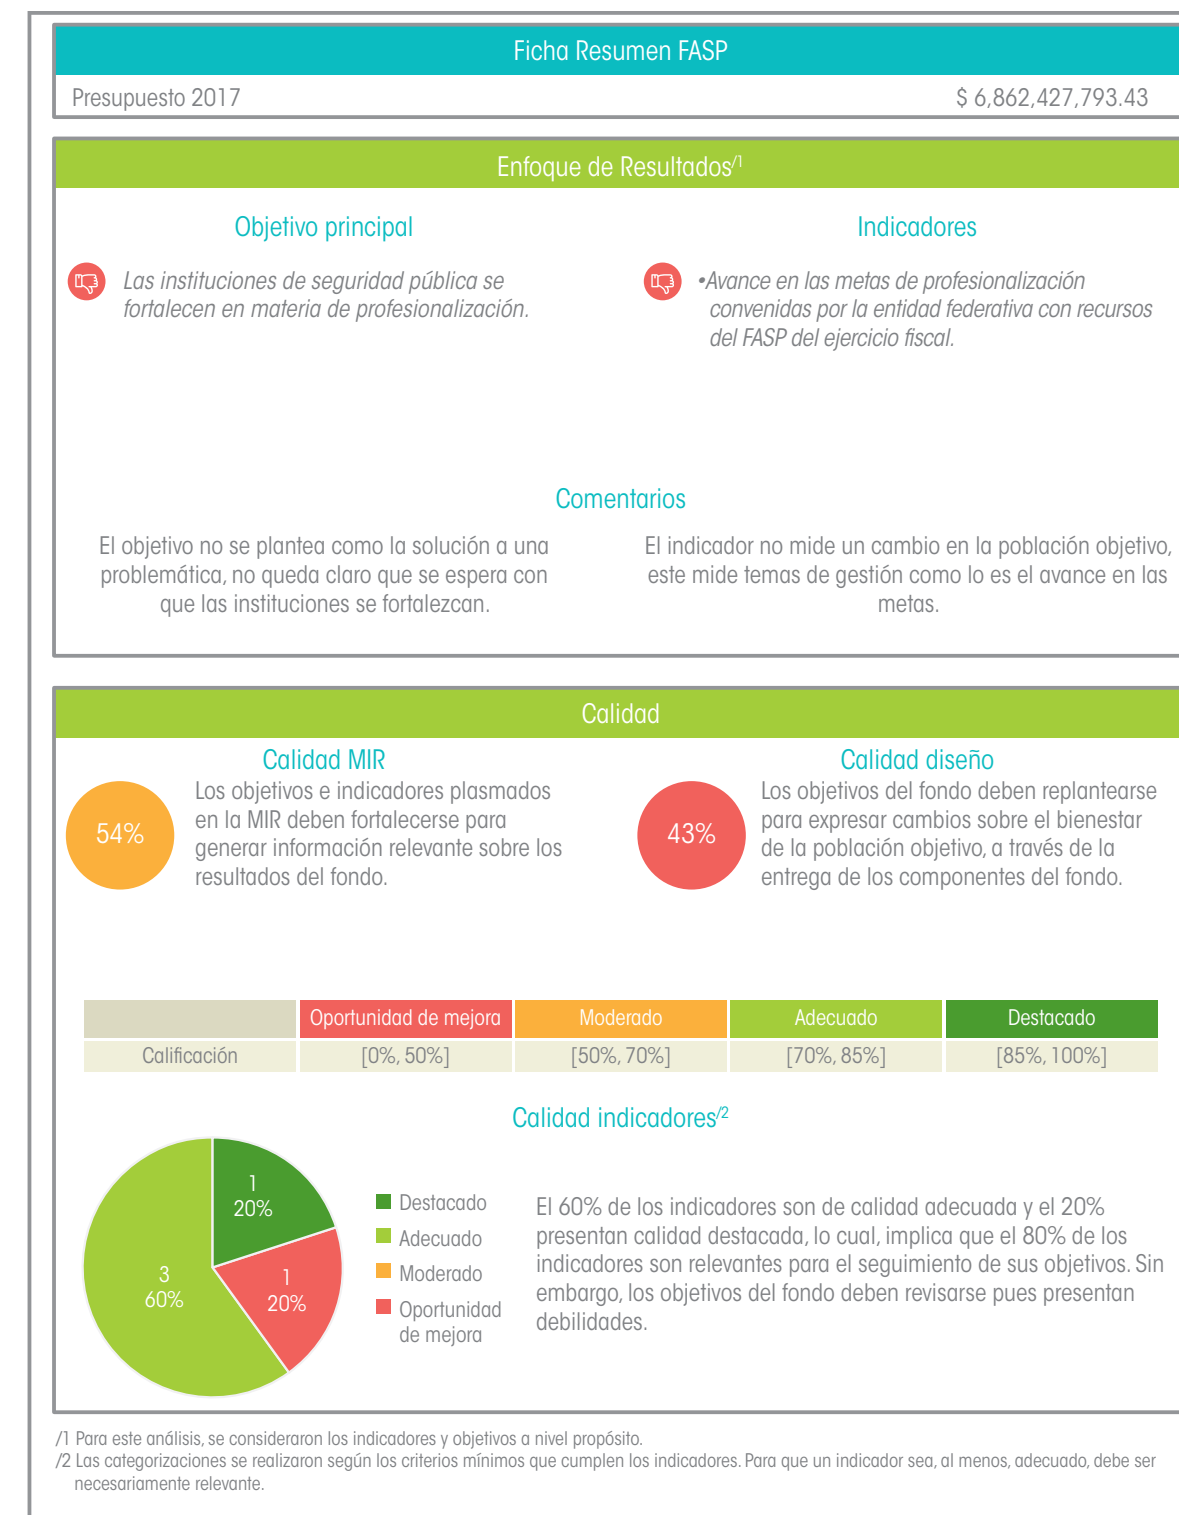 Ficha Resumen FASP
Presupuesto 2017 $ 6,862,427,793.43
Enfoque de Resultados/1
Objetivo principal
Las instituciones de seguridad pública se
fortalecen en materia de profesionalización.
Indicadores
•Avance en las metas de profesionalización
convenidas por la entidad federativa con recursos
del FASP del ejercicio fiscal.
Comentarios
El objetivo no se plantea como la solución a una
problemática, no queda claro que se espera con
que las instituciones se fortalezcan.
El indicador no mide un cambio en la población objetivo,
este mide temas de gestión como lo es el avance en las
metas.
Calidad
Calidad MIR
54%
Los objetivos e indicadores plasmados
en la MIR deben fortalecerse para
generar información relevante sobre los
resultados del fondo.
Calidad diseño
43%
Los objetivos del fondo deben replantearse
para expresar cambios sobre el bienestar
de la población objetivo, a través de la
entrega de los componentes del fondo.
Oportunidad de mejora Moderado Adecuado Destacado
Calificación [0%, 50%] [50%, 70%] [70%, 85%] [85%, 100%]
Calidad indicadores/2
1
20%
3
60%
1
20%
Destacado
Adecuado
Moderado
Oportunidad
de mejora
El 60% de los indicadores son de calidad adecuada y el 20%
presentan calidad destacada, lo cual, implica que el 80% de los
indicadores son relevantes para el seguimiento de sus objetivos. Sin
embargo, los objetivos del fondo deben revisarse pues presentan
debilidades.
/1 Para este análisis, se consideraron los indicadores y objetivos a nivel propósito.
/2 Las categorizaciones se realizaron según los criterios mínimos que cumplen los indicadores. Para que un indicador sea, al menos, adecuado, debe ser
necesariamente relevante.